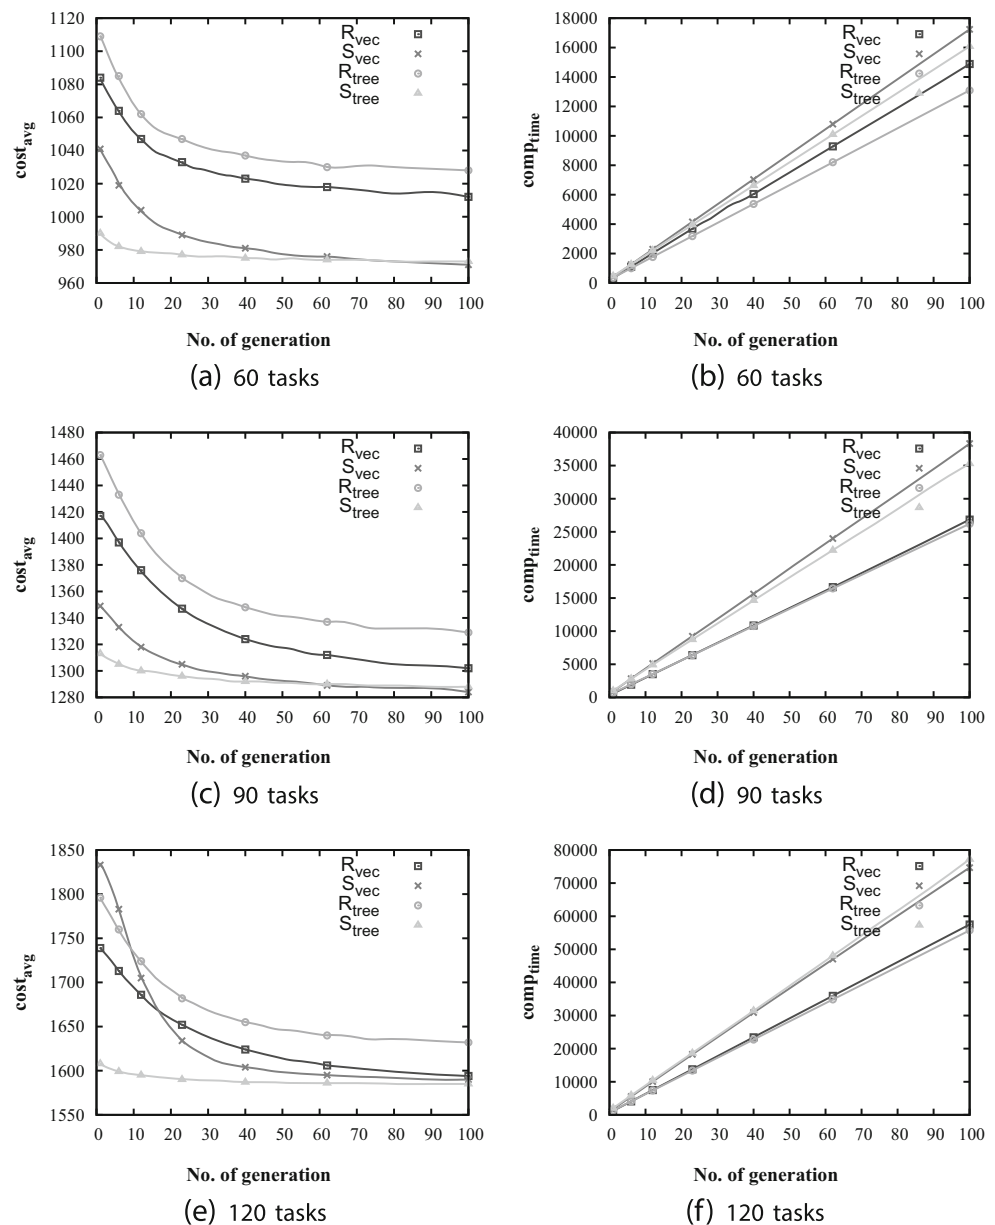 1120
1100
1080
1060
1040
1020
1000
980
960
cost_avg
R_vec
S_vec
R_tree
S_tree
0 10 20 30 40 50 60 70 80 90 100
No. of generation
(a) 60 tasks
18000
16000
14000
12000
10000
8000
6000
4000
2000
0
comp_time
R_vec
S_vec
R_tree
S_tree
0 10 20 30 40 50 60 70 80 90 100
No. of generation
(b) 60 tasks
1480
1460
1440
1420
1400
1380
1360
1340
1320
1300
1280
cost_avg
R_vec
S_vec
R_tree
S_tree
0 10 20 30 40 50 60 70 80 90 100
No. of generation
(c) 90 tasks
40000
35000
30000
25000
20000
15000
10000
5000
0
comp_time
R_vec
S_vec
R_tree
S_tree
0 10 20 30 40 50 60 70 80 90 100
No. of generation
(d) 90 tasks
1850
1800
1750
1700
1650
1600
1550
cost_avg
R_vec
S_vec
R_tree
S_tree
0 10 20 30 40 50 60 70 80 90 100
No. of generation
(e) 120 tasks
80000
70000
60000
50000
40000
30000
20000
10000
0
comp_time
R_vec
S_vec
R_tree
S_tree
0 10 20 30 40 50 60 70 80 90 100
No. of generation
(f) 120 tasks